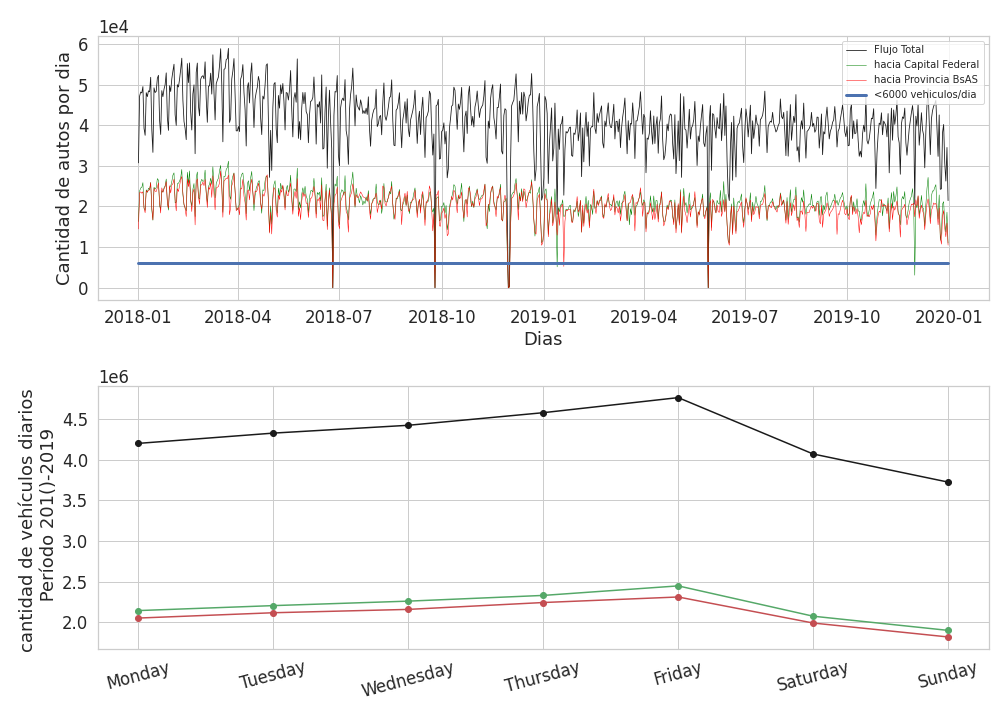 1e4
Cantidad de autos por dia
6
5
4
3
2
1
0
Flujo Total
hacia Capital Federal
hacia Provincia BsAS
<6000 vehiculos/dia
2018-01 2018-04 2018-07 2018-10 2019-01 2019-04 2019-07 2019-10 2020-01
Dias
1e6
cantidad de vehículos diarios
Período 201()-2019
4.5
4.0
3.5
3.0
2.5
2.0
Monday Tuesday Wednesday Thursday Friday Saturday Sunday